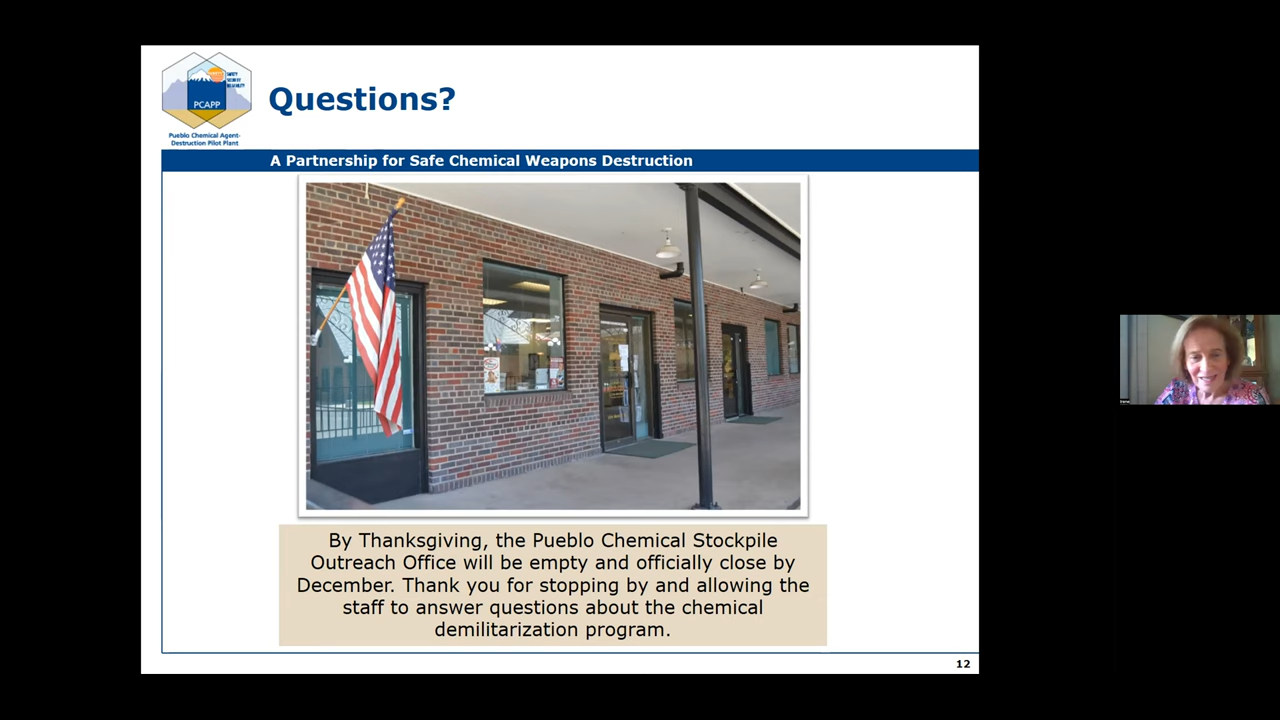 PCAPP
Pueblo Chemical Agent-
Destruction Pilot Plant
Questions?
A Partnership for Safe Chemical Weapons Destruction
By Thanksgiving, the Pueblo Chemical Stockpile
Outreach Office will be empty and officially close by
December. Thank you for stopping by and allowing the
staff to answer questions about the chemical
demilitarization program.
12